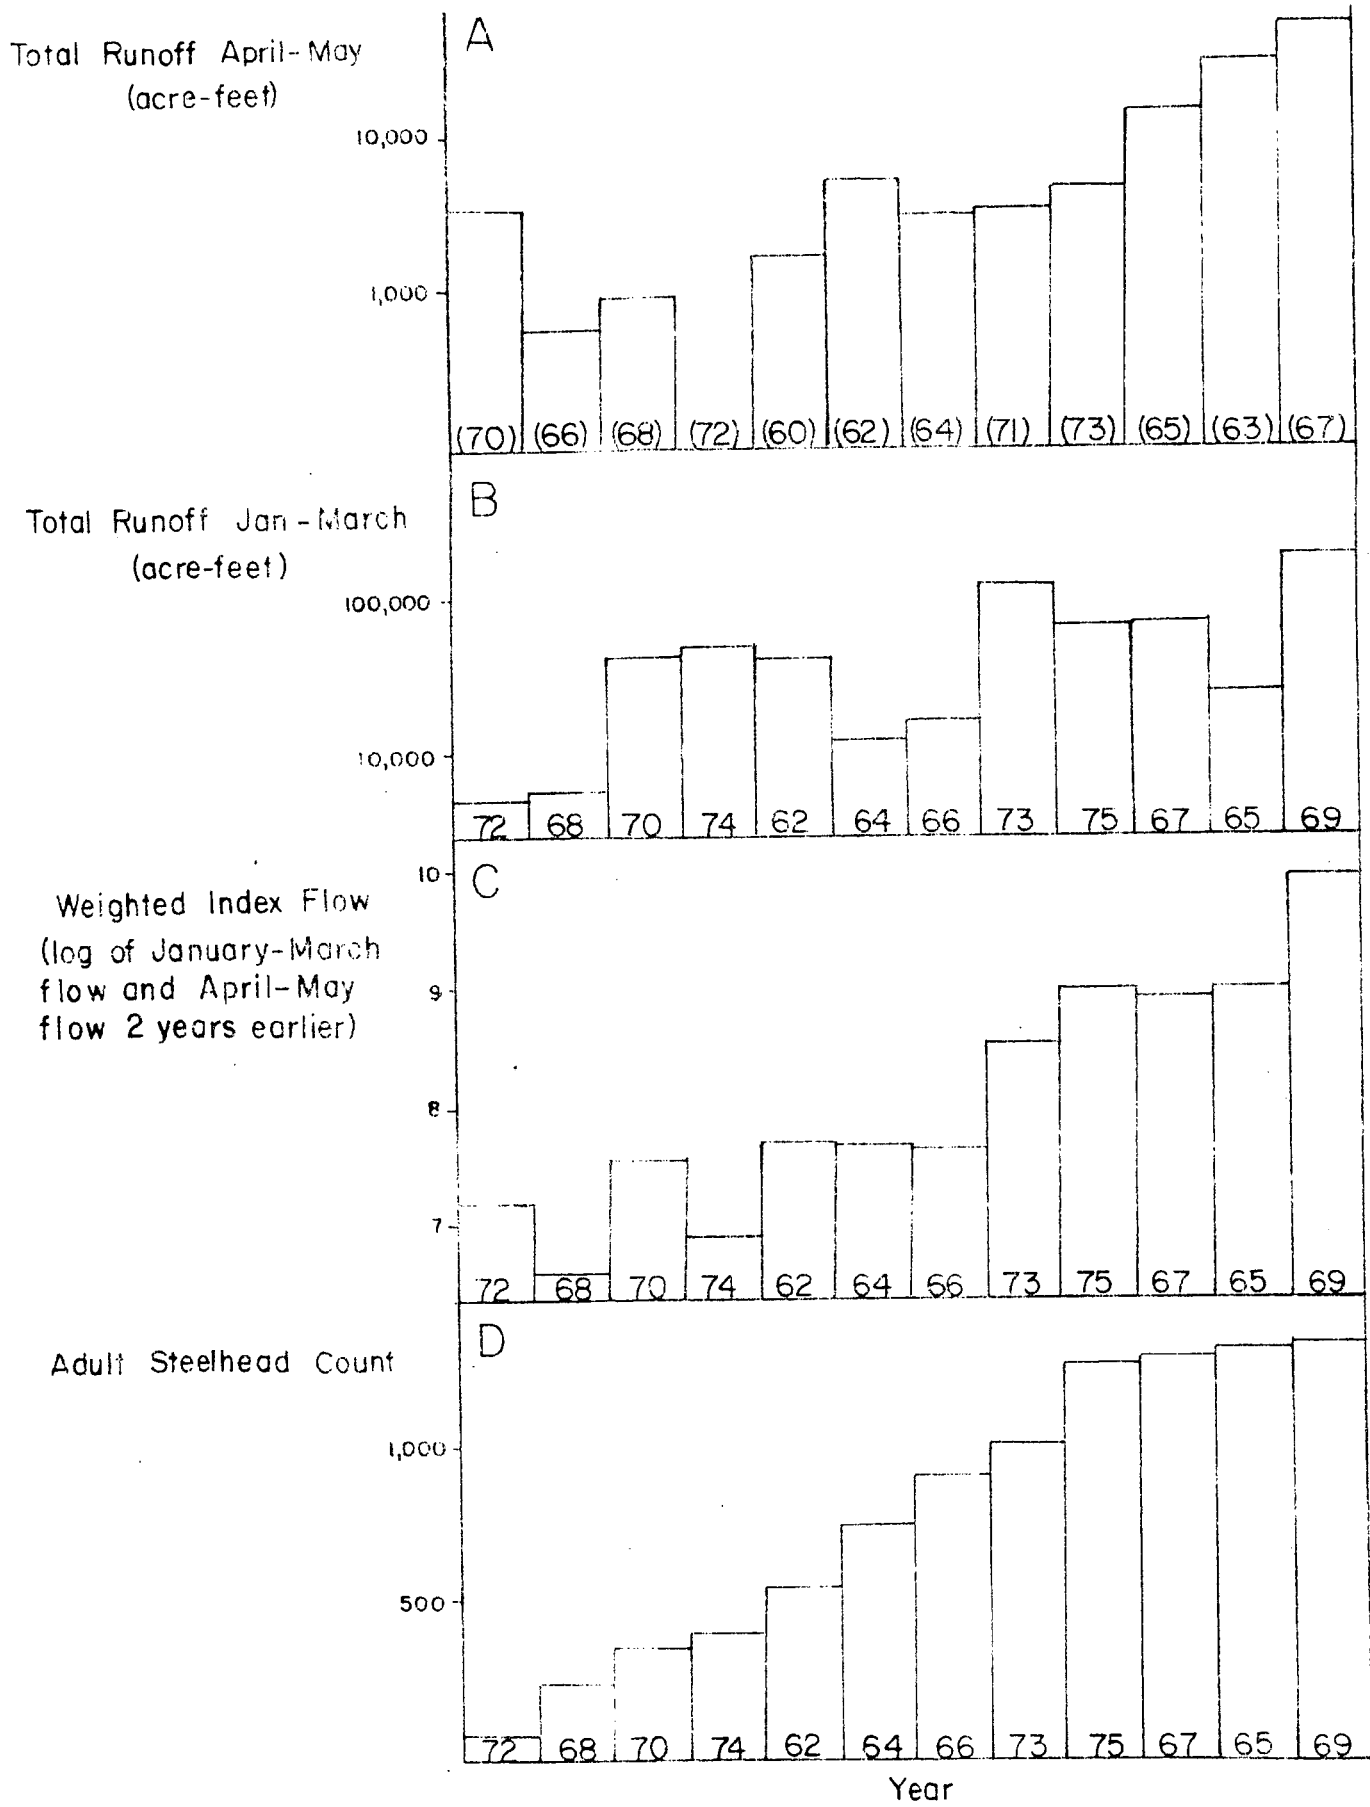 A
Total Runoff April-May
(acre-feet)
10,000
1,000
(70) (66) (68) (72) (60) (62) (64) (71) (73) (65) (63) (67)
B
Total Runoff Jan-March
(acre-feet)
100,000
10,000
72 68 70 74 62 64 66 73 75 67 65 69
C
10
Weighted Index Flow
(log of January-March
flow and April-May
flow 2 years earlier)
9
8
7
72 68 70 74 62 64 66 73 75 67 65 69
D
Adult Steelhead Count
1,000
500
72 68 70 74 62 64 66 73 75 67 65 69
Year